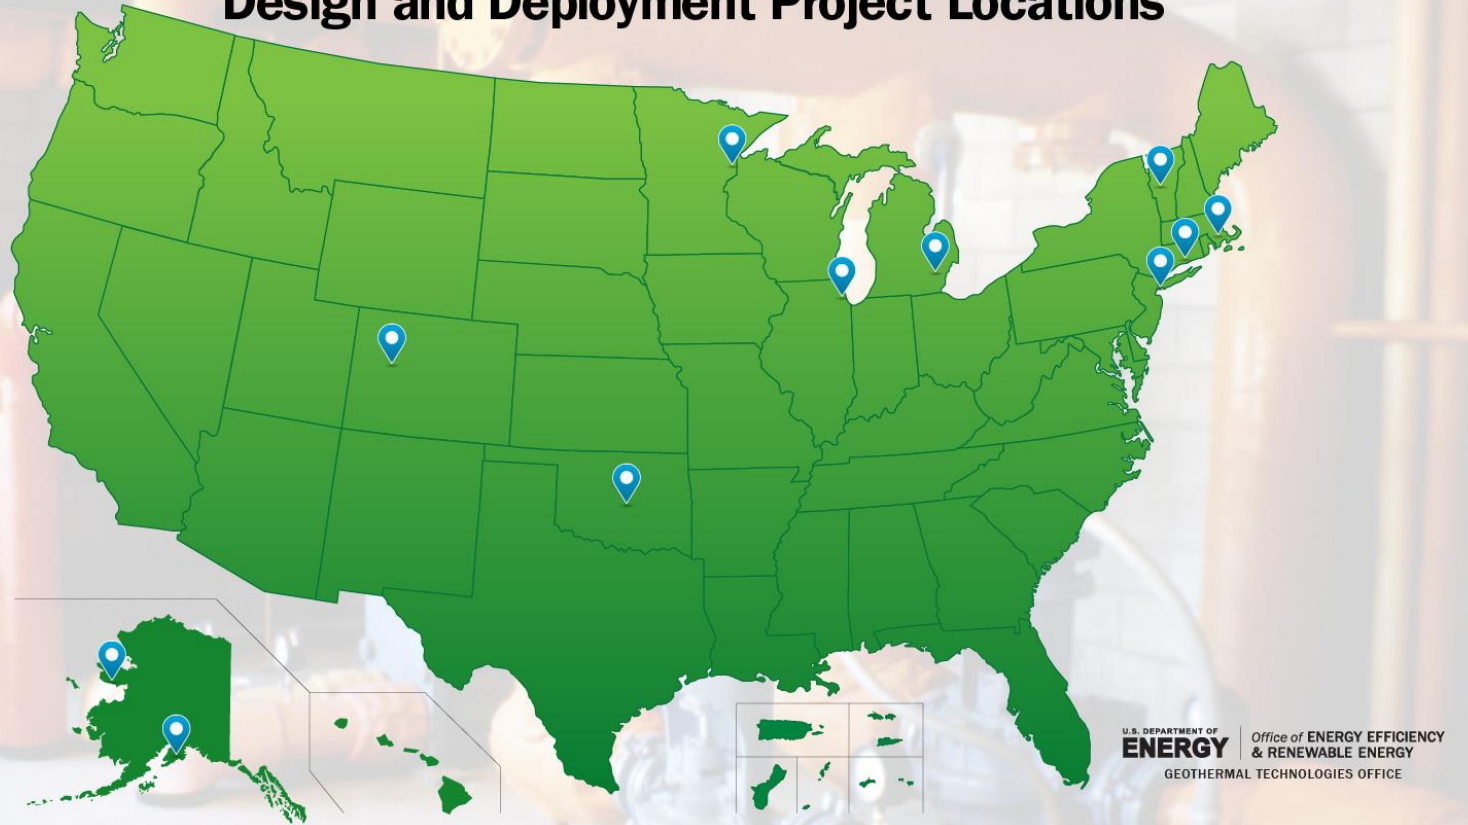 Design and Deployment Project Locations
U.S. DEPARTMENT OF
ENERGY
Office of ENERGY EFFICIENCY
& RENEWABLE ENERGY
GEOTHERMAL TECHNOLOGIES OFFICE